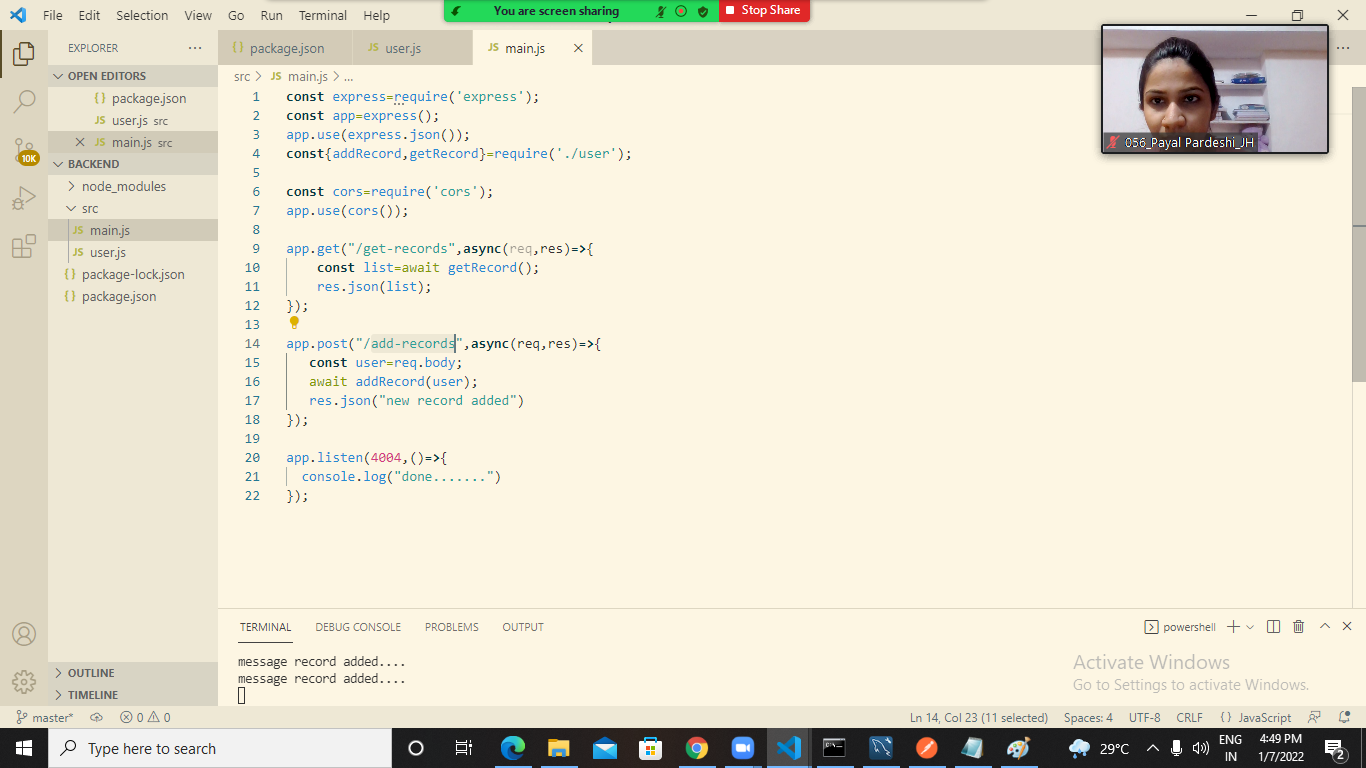 File Edit Selection View Go Run Terminal Help
You are screen sharing
Stop Share
EXPLORER
OPEN EDITORS
package.json
user.js src
main.js src
10K
BACKEND
node_modules
src
main.js
user.js
package-lock.json
package.json
OUTLINE
TIMELINE
package.json
JS user.js
JS main.js
src > JS main.js > ...
1 const express=require('express');
2 const app=express();
3 app.use(express.json());
4 const{addRecord,getRecord}=require('./user');
5
6 const cors=require('cors');
7 app.use(cors());
8
9 app.get("/get-records",async(req,res)=>{
10 const list=await getRecord();
11 res.json(list);
12 });
13
14 app.post("/add-records",async(req,res)=>{
15 const user=req.body;
16 await addRecord(user);
17 res.json("new record added")
18 });
19
20 app.listen(4004,()=>{
21 console.log("done.......")
22 });
056_Payal Pardeshi_JH
TERMINAL DEBUG CONSOLE PROBLEMS OUTPUT
powershell
message record added....
message record added....
Activate Windows
Go to Settings to activate Windows.
master* 0 0
Ln 14, Col 23 (11 selected) Spaces: 4 UTF-8 CRLF {} JavaScript
Type here to search
29°C
ENG
IN
4:49 PM
1/7/2022
2